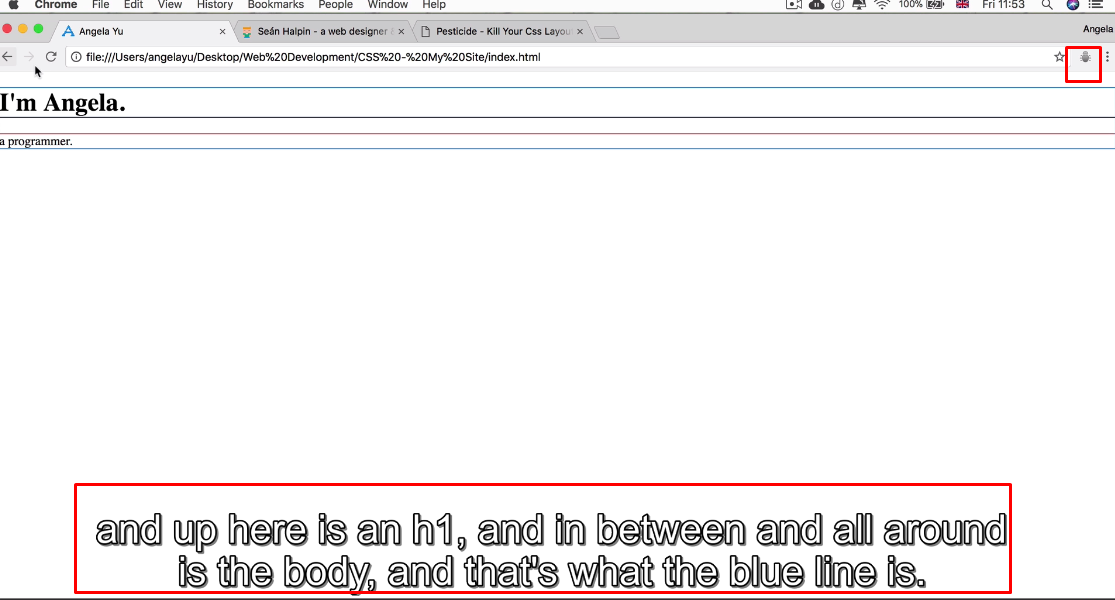 Chrome File Edit View History Bookmarks People Window Help 100% Fri 11:53
Angela Yu Seán Halpin - a web designer Pesticide - Kill Your Css Layou Angela
file:///Users/angelayu/Desktop/Web%20Development/CSS%20-%20My%20Site/index.html
I'm Angela.
a programmer.
and up here is an h1, and in between and all around
is the body, and that's what the blue line is.